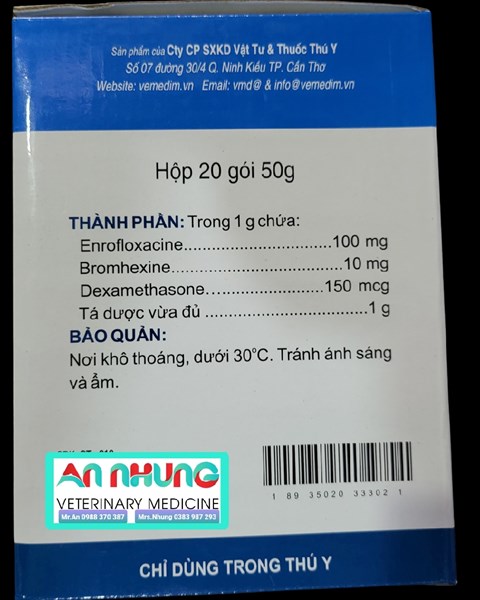 Sản phẩm của Cty CP SXKD Vật Tư & Thuốc Thú Y
Số 07 đường 30/4 Q. Ninh Kiều TP. Cần Thơ
Website: vemedim.vn Email: vmd@ & info@vemedim.vn
Hộp 20 gói 50g
THÀNH PHẦN: Trong 1 g chứa:
Enrofloxacine................................100 mg
Bromhexine.....................................10 mg
Dexamethasone..........................150 mcg
Tá dược vừa đủ ....................................1 g
BẢO QUẢN:
Nơi khô thoáng, dưới 30°C. Tránh ánh sáng
và ẩm.
AN NHUNG
VETERINARY MEDICINE
Mr.An 0988 370 387 Mrs.Nhung 0383 987 293
1 89 35020 33302 1
CHỈ DÙNG TRONG THÚ Y